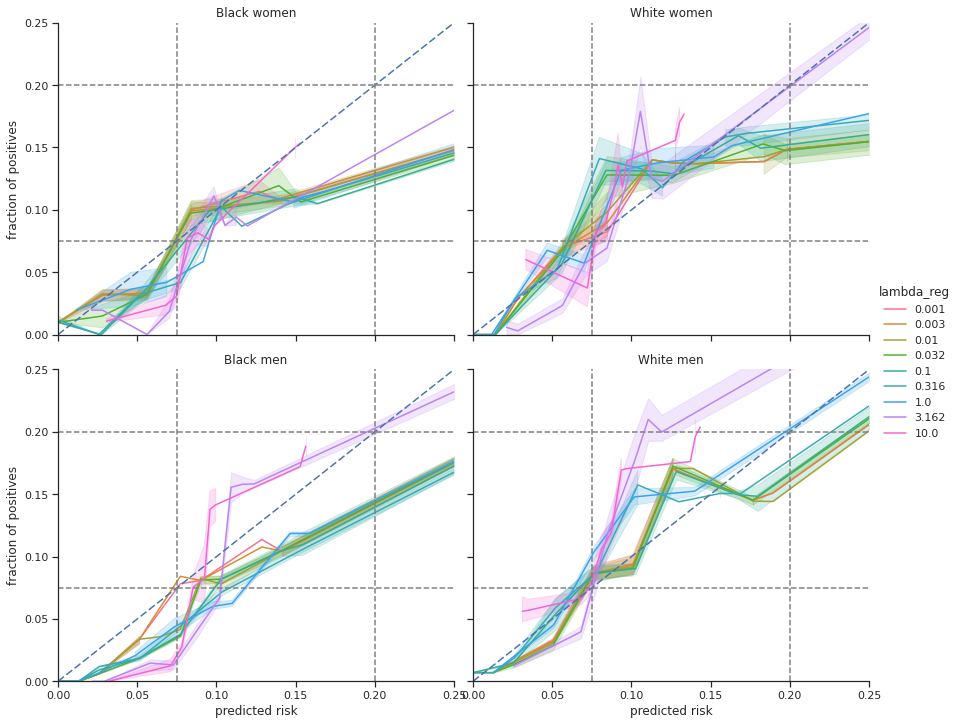 Black women
White women
0.25
0.20
0.15
0.10
0.05
0.00
fraction of positives
Black men
White men
0.25
0.20
0.15
0.10
0.05
0.00
fraction of positives
0.00 0.05 0.10 0.15 0.20 0.25
0.05 0.10 0.15 0.20 0.25
predicted risk
predicted risk
lambda_reg
0.001
0.003
0.01
0.032
0.1
0.316
1.0
3.162
10.0